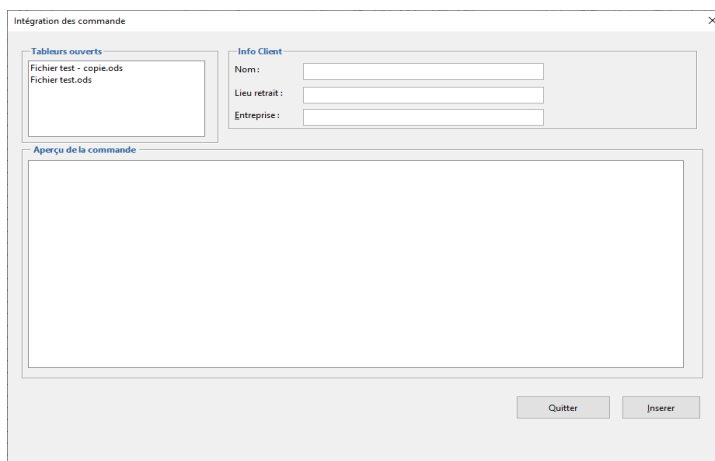 Intégration des commande
Tableurs ouverts
Fichier test - copie.ods
Fichier test.ods
Info Client
Nom :
Lieu retrait :
Entreprise :
Aperçu de la commande
Quitter
Inserer